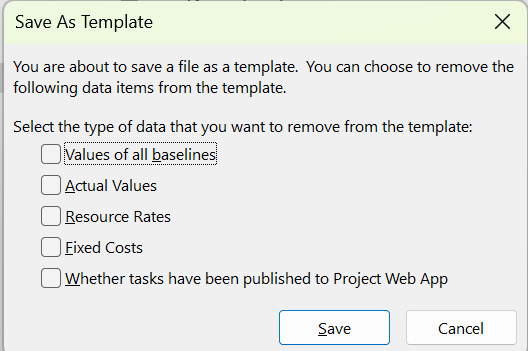 Save As Template
You are about to save a file as a template.  You can choose to remove the
following data items from the template.
Select the type of data that you want to remove from the template:
Values of all baselines
Actual Values
Resource Rates
Fixed Costs
Whether tasks have been published to Project Web App
Save
Cancel